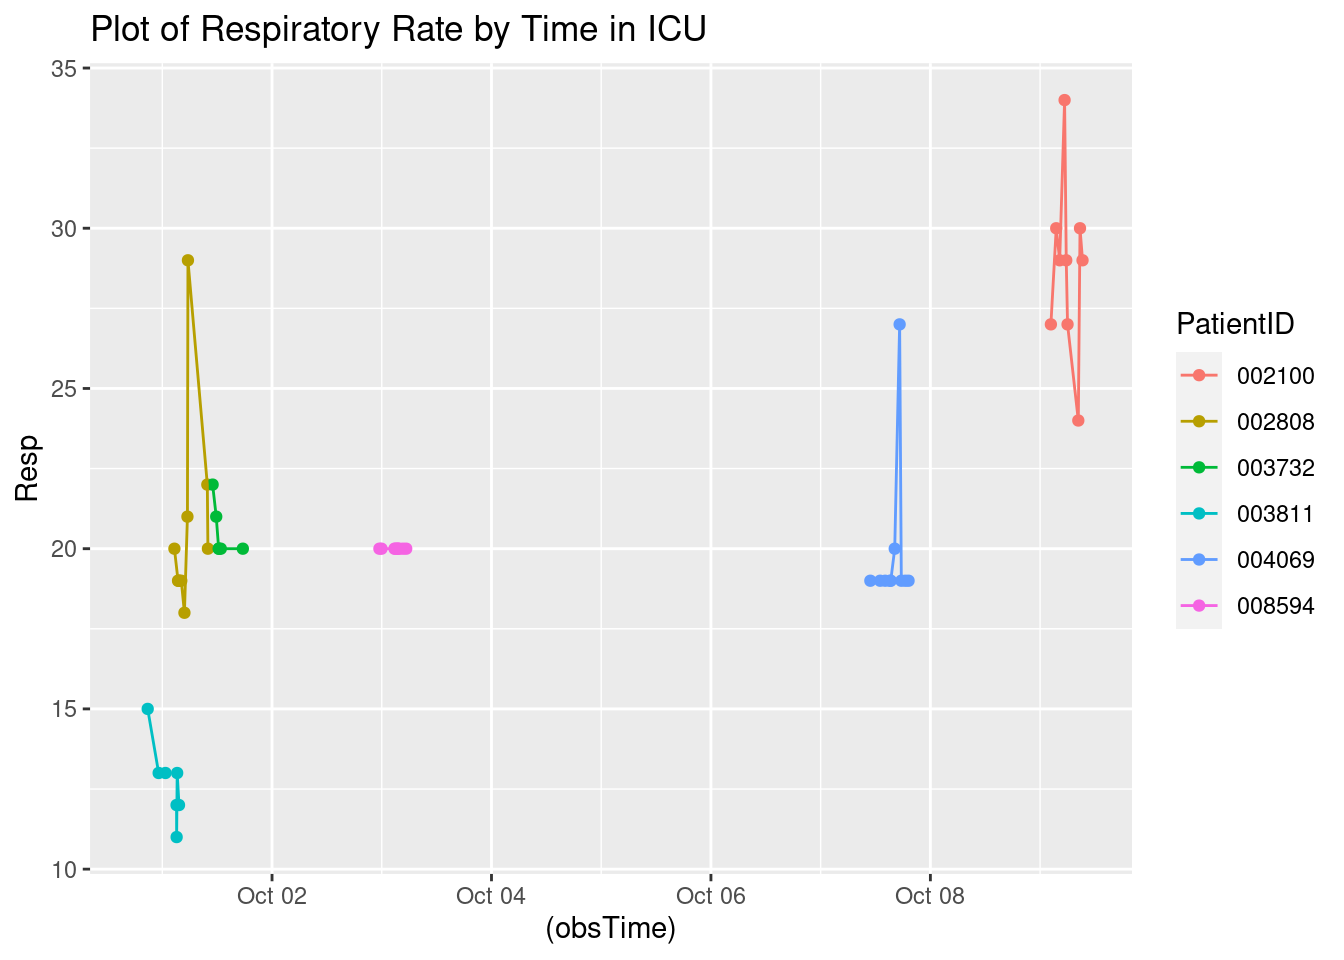 Plot of Respiratory Rate by Time in ICU
35
30
25
20
15
10
Resp
Oct 02
Oct 04
Oct 06
Oct 08
(obsTime)
PatientID
002100
002808
003732
003811
004069
008594